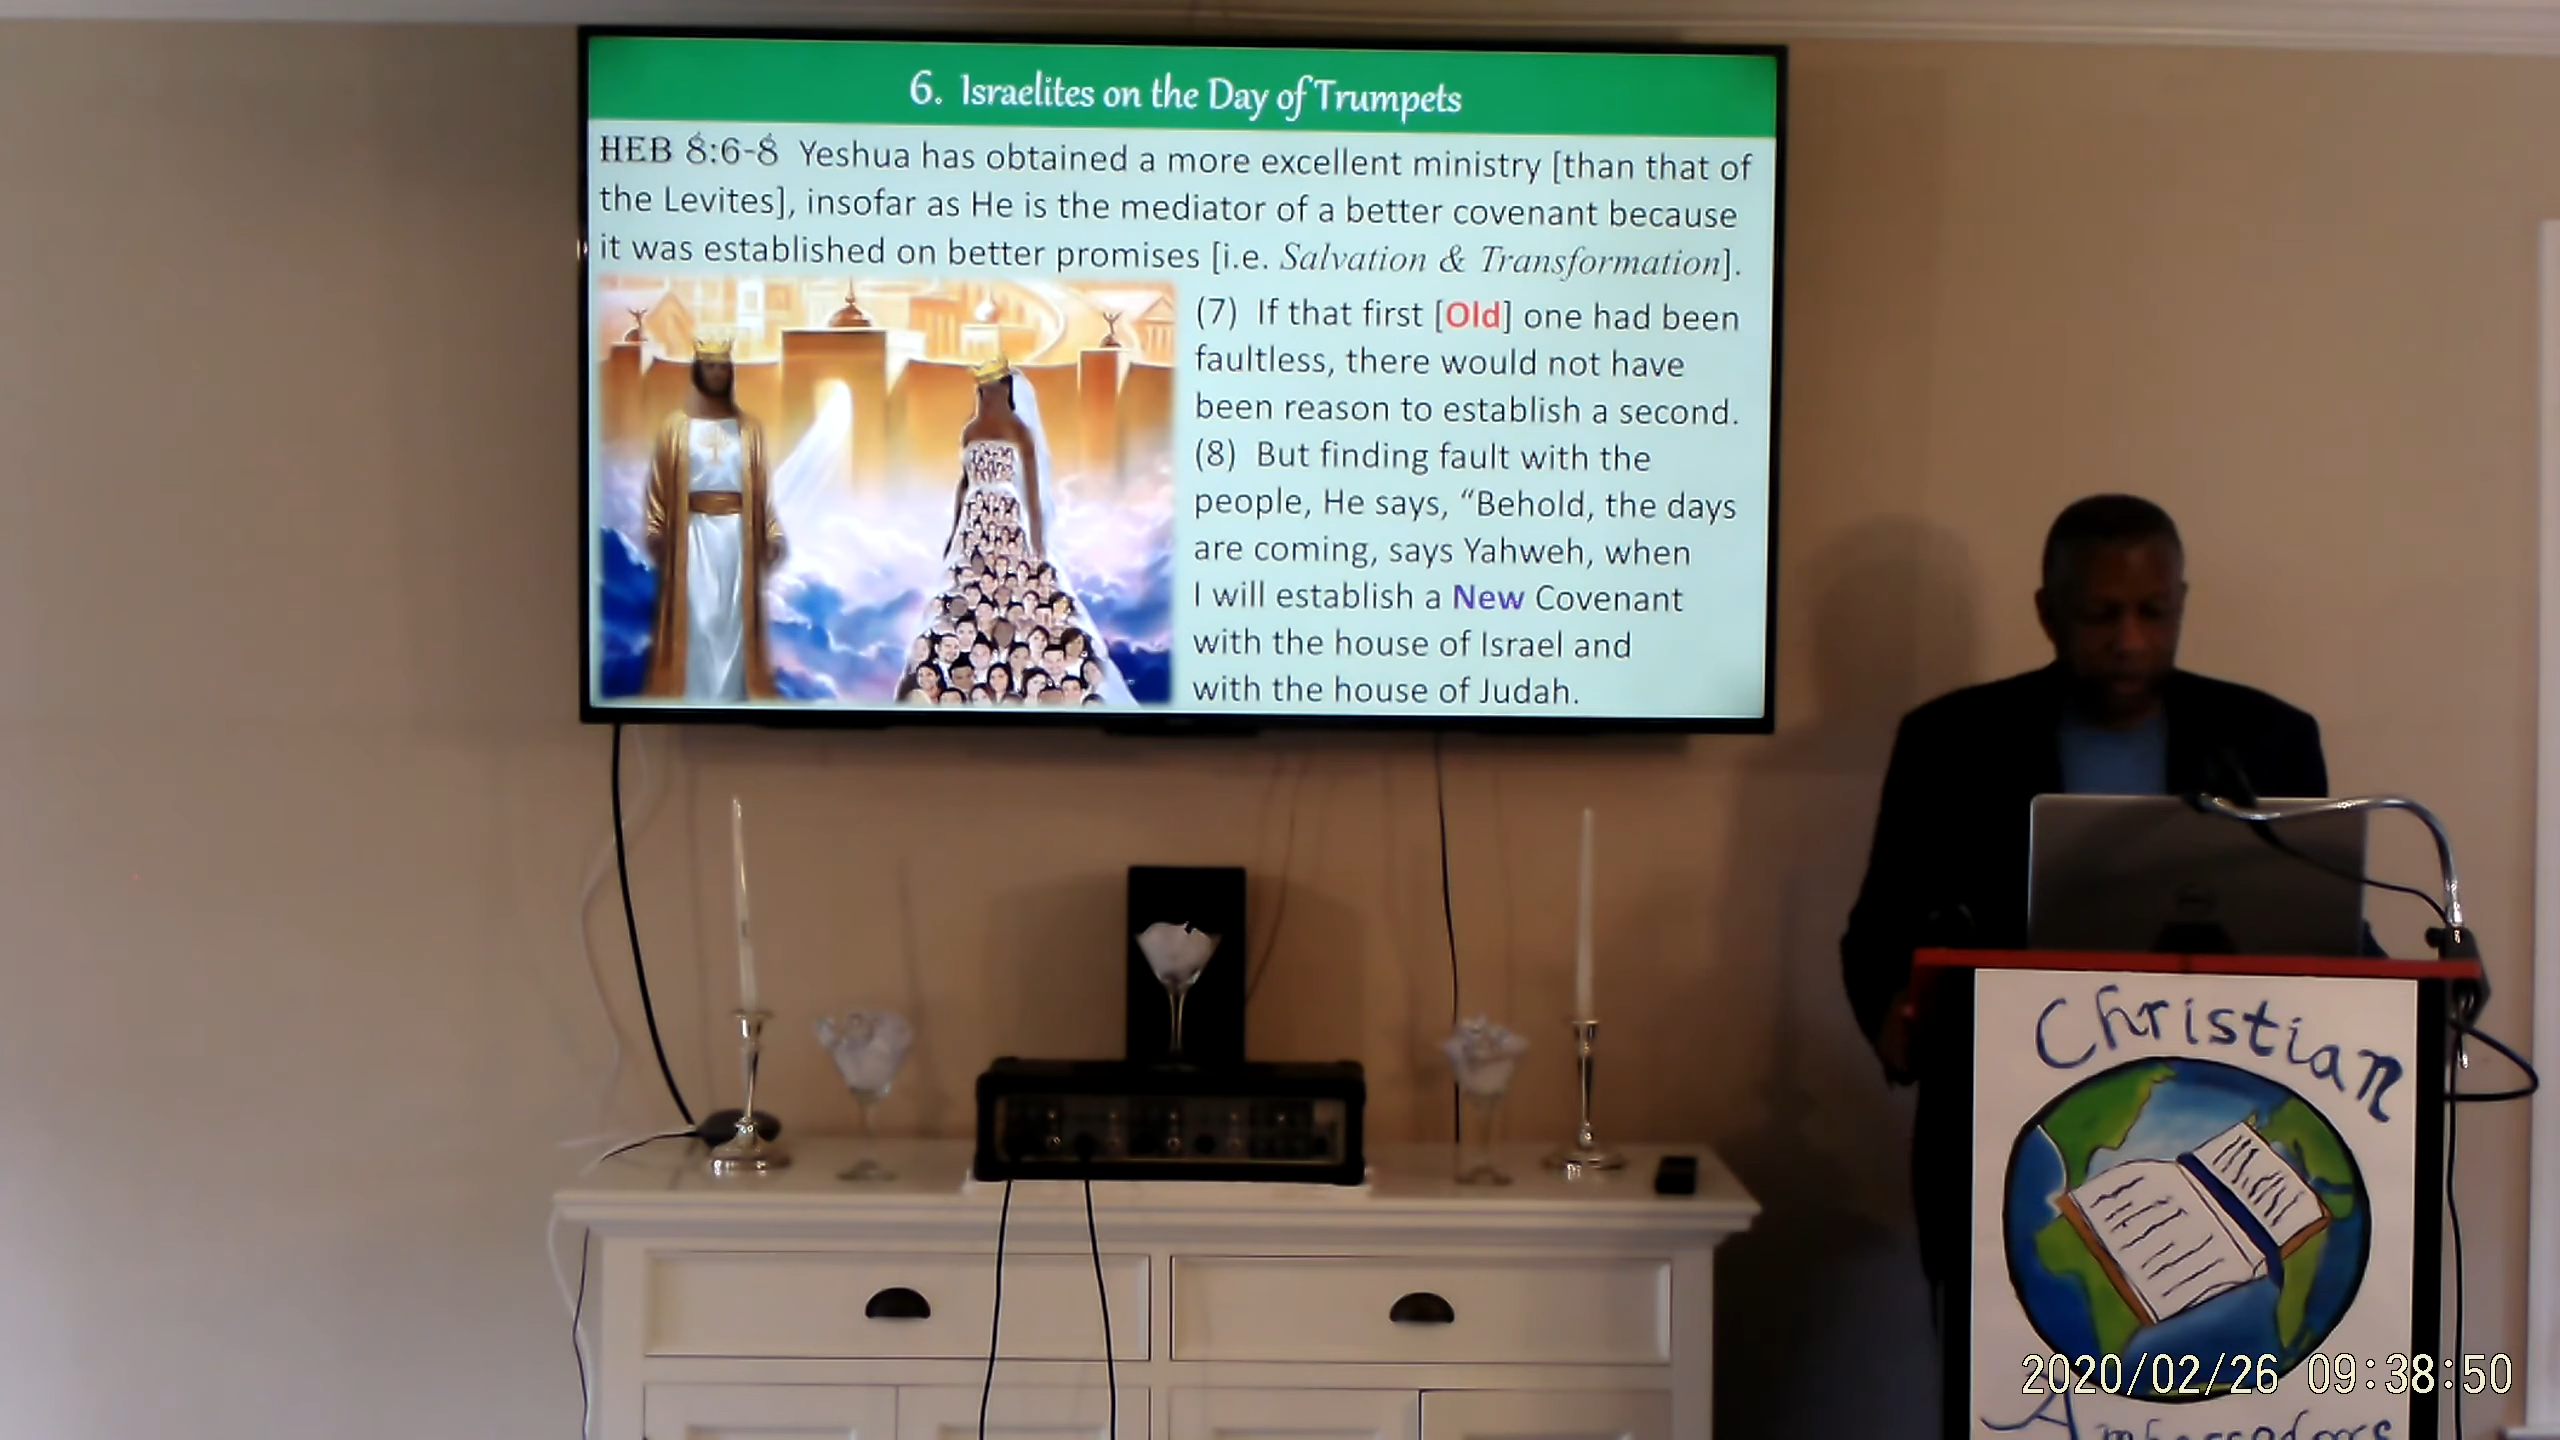 6. Israelites on the Day of Trumpets
HEB 8:6-8 Yeshua has obtained a more excellent ministry [than that of
the Levites], insofar as He is the mediator of a better covenant because
it was established on better promises [i.e. Salvation & Transformation].
(7) If that first [Old] one had been
faultless, there would not have
been reason to establish a second.
(8) But finding fault with the
people, He says, “Behold, the days
are coming, says Yahweh, when
I will establish a New Covenant
with the house of Israel and
with the house of Judah.
Christian
Ambassadors
2020/02/26 09:38:50